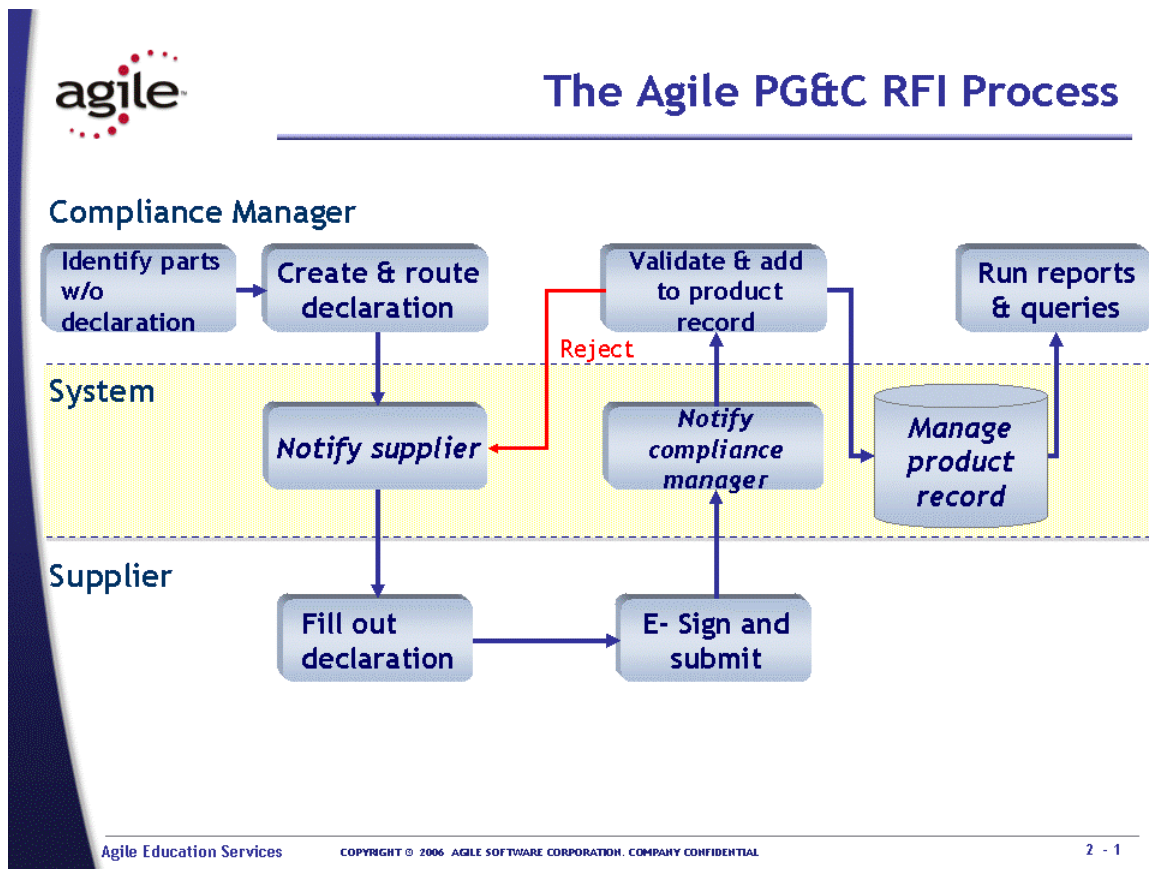 agile™
The Agile PG&C RFI Process
Compliance Manager
Identify parts
w/o
declaration
Create & route
declaration
Validate & add
to product
record
Run reports
& queries
Reject
System
Notify supplier
Notify
compliance
manager
Manage
product
record
Supplier
Fill out
declaration
E- Sign and
submit
Agile Education Services
COPYRIGHT © 2006 AGILE SOFTWARE CORPORATION. COMPANY CONFIDENTIAL
2 - 1